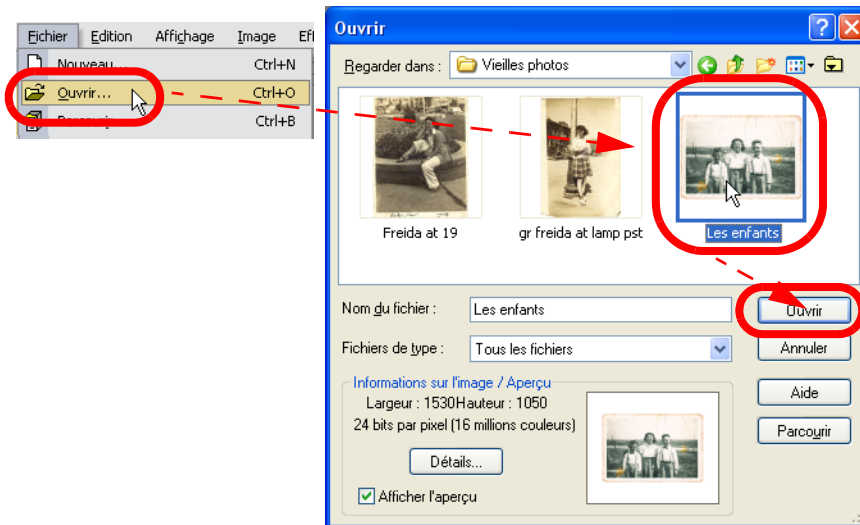 Fichier Edition Affichage Image Eff
Nouveau... Ctrl+N
Ouvrir... Ctrl+O
Parcourir... Ctrl+B
Ouvrir
Regarder dans : Vieilles photos
Freida at 19
gr freida at lamp pst
Les enfants
Nom du fichier : Les enfants
Ouvrir
Fichiers de type : Tous les fichiers
Annuler
Informations sur l'image / Aperçu
Largeur : 1530Hauteur : 1050
24 bits par pixel (16 millions couleurs)
Détails...
Afficher l'aperçu
Aide
Parcourir